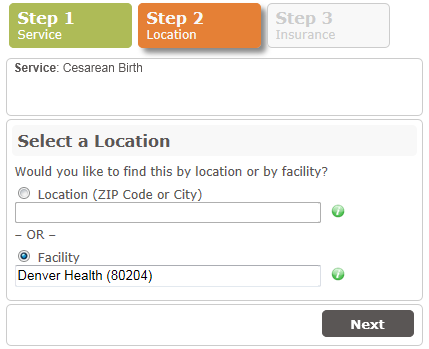 Step 1
Service
Step 2
Location
Step 3
Insurance
Service: Cesarean Birth
Select a Location
Would you like to find this by location or by facility?
Location (ZIP Code or City)
i
– OR –
Facility
Denver Health (80204)
i
Next